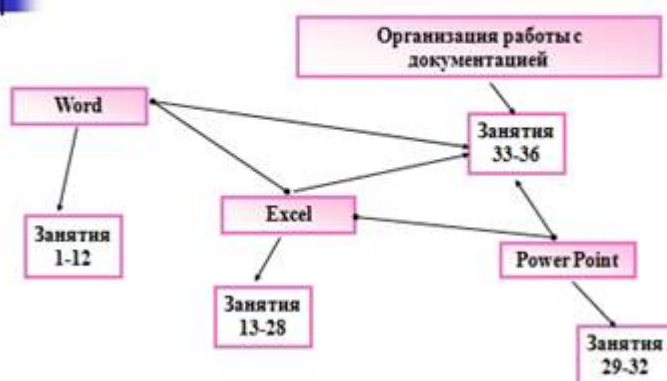 Организация работы с
документацией
Word
Занятия
33-36
Excel
Занятия
1-12
Power Point
Занятия
13-28
Занятия
29-32